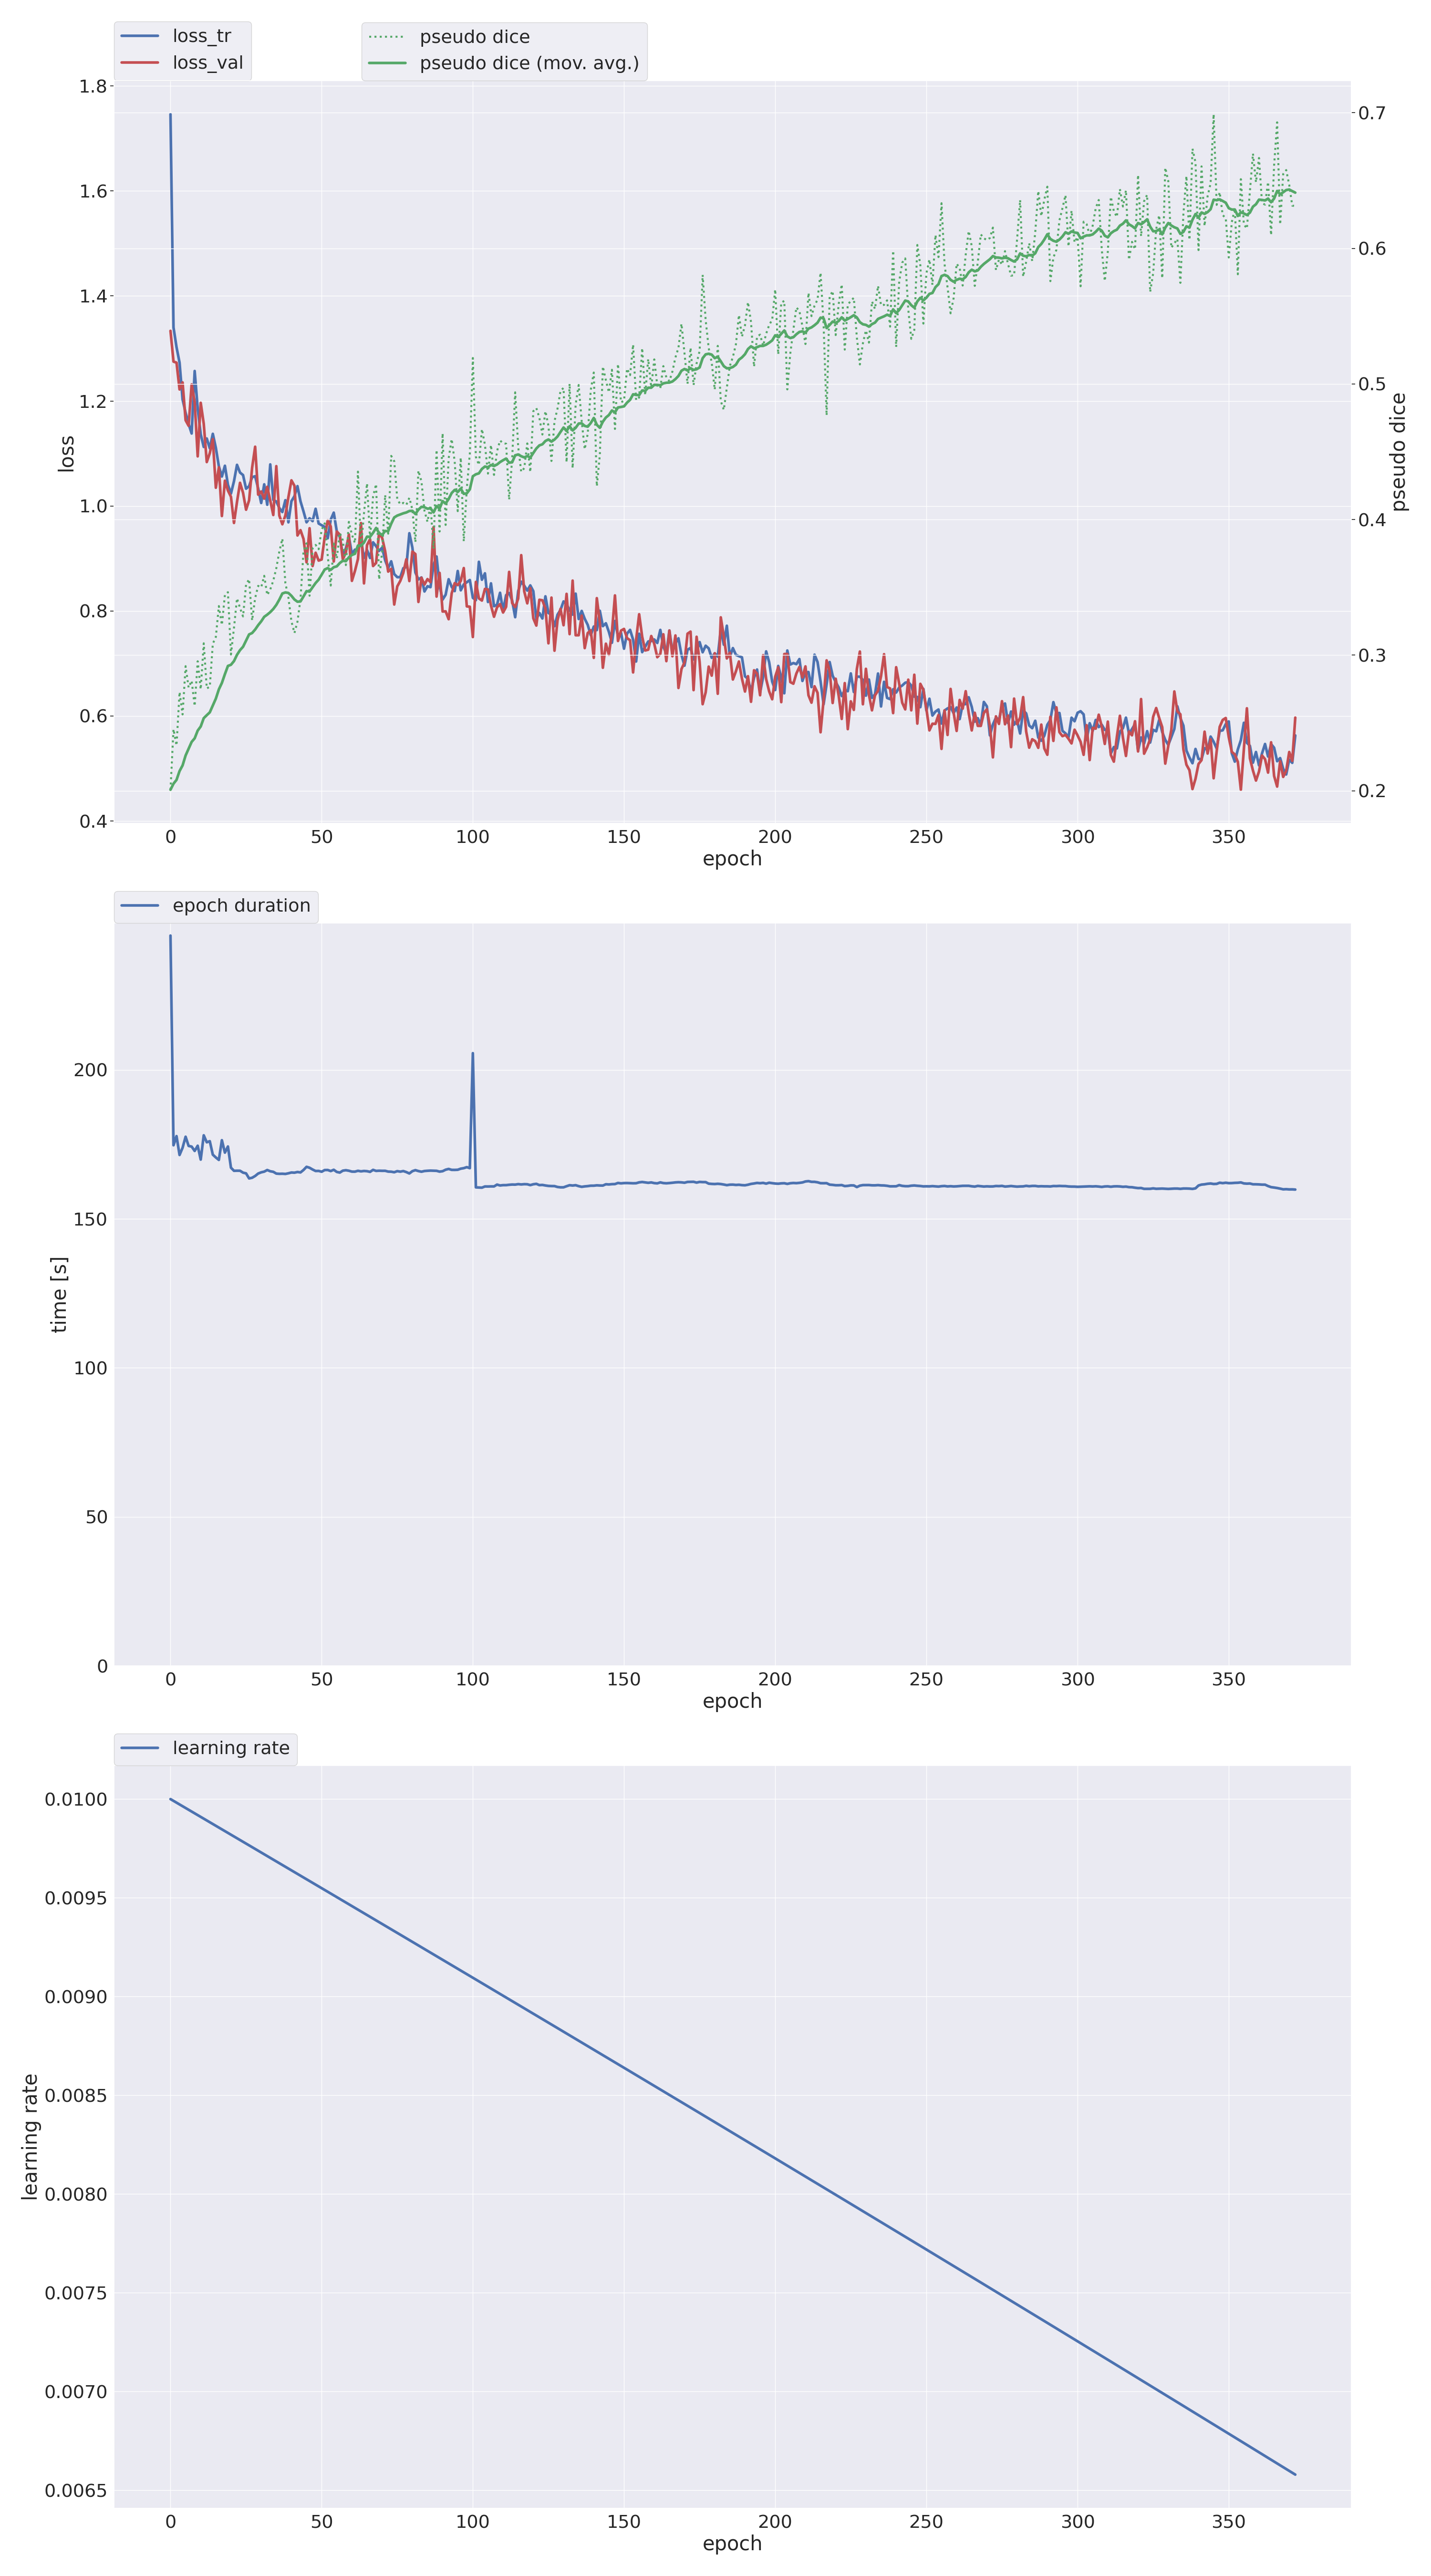 loss_tr
loss_val
pseudo dice
pseudo dice (mov. avg.)
1.8
1.6
1.4
1.2
1.0
0.8
0.6
0.4
loss
0.7
0.6
0.5
0.4
0.3
0.2
pseudo dice
0 50 100 150 200 250 300 350
epoch
epoch duration
200
150
100
50
0
time [s]
0 50 100 150 200 250 300 350
epoch
learning rate
0.0100
0.0095
0.0090
0.0085
0.0080
0.0075
0.0070
0.0065
learning rate
0 50 100 150 200 250 300 350
epoch